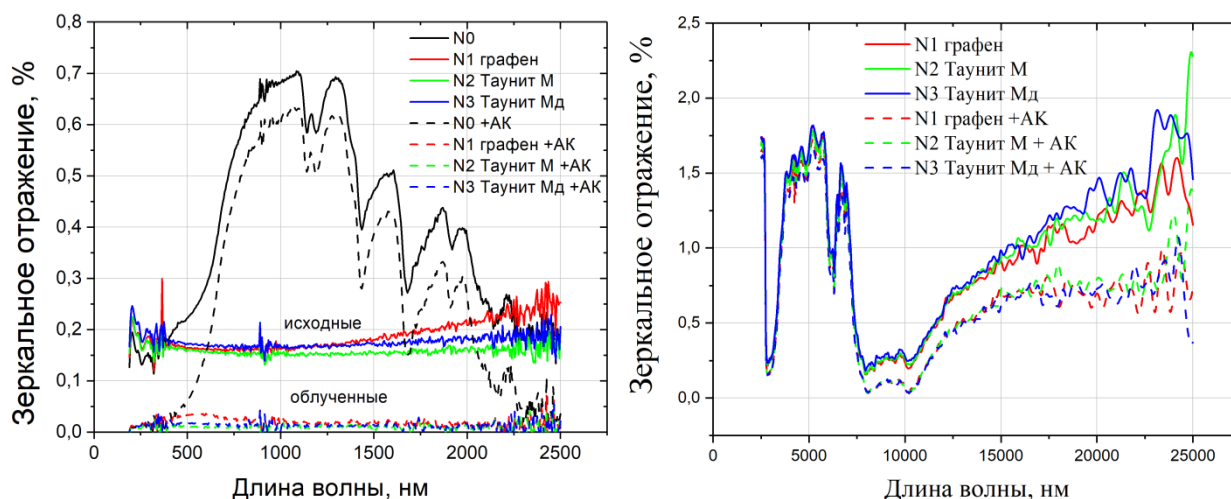 Зеркальное отражение, %
0,8
0,7
0,6
0,5
0,4
0,3
0,2
0,1
0,0
N0
N1 графен
N2 Таунит М
N3 Таунит Мд
N0 +АК
N1 графен +АК
N2 Таунит М +АК
N3 Таунит Мд +АК
исходные
облученные
0 500 1000 1500 2000 2500
Длина волны, нм
Зеркальное отражение, %
2,5
2,0
1,5
1,0
0,5
0,0
N1 графен
N2 Таунит М
N3 Таунит Мд
N1 графен +АК
N2 Таунит М + АК
N3 Таунит Мд + АК
0 5000 10000 15000 20000 25000
Длина волны, нм